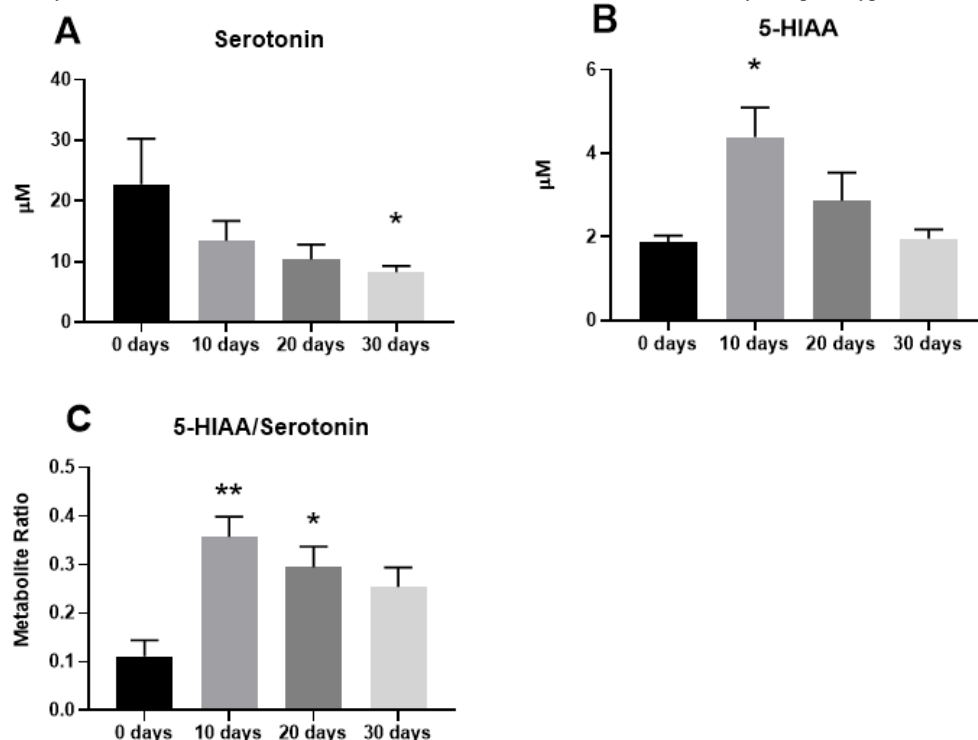 A
Serotonin
40
30
20
10
0
µM
*
0 days 10 days 20 days 30 days
B
5-HIAA
6
4
2
0
µM
*
0 days 10 days 20 days 30 days
C
5-HIAA/Serotonin
0.5
0.4
0.3
0.2
0.1
0.0
Metabolite Ratio
**
*
0 days 10 days 20 days 30 days